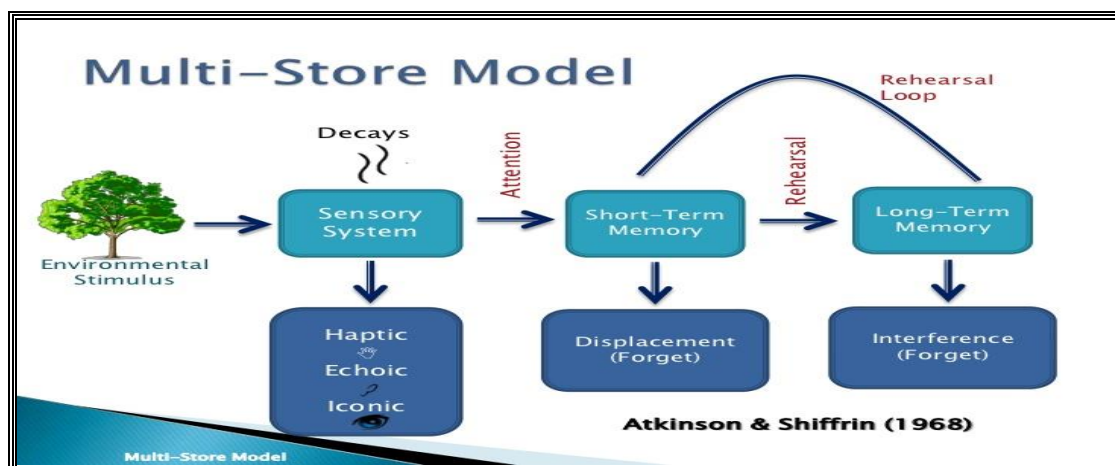 Multi-Store Model
Rehearsal
Loop
Decays
Attention
Rehearsal
Environmental
Stimulus
Sensory
System
Short-Term
Memory
Long-Term
Memory
Haptic
Echoic
Iconic
Displacement
(Forget)
Interference
(Forget)
Atkinson & Shiffrin (1968)
Multi-Store Model